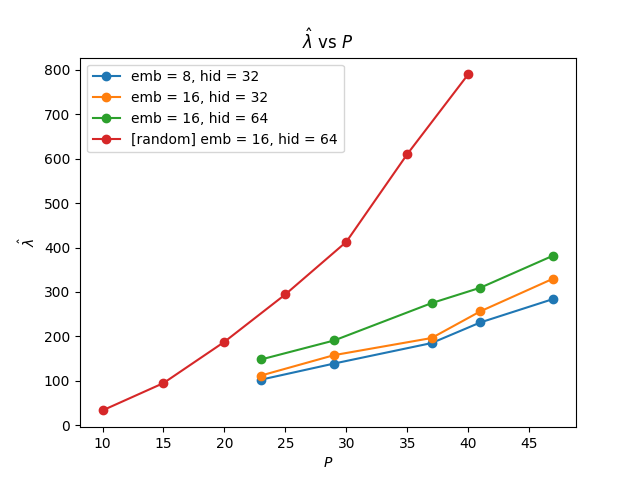 λ̂ vs P
emb = 8, hid = 32
emb = 16, hid = 32
emb = 16, hid = 64
[random] emb = 16, hid = 64
800
700
600
500
400
300
200
100
0
λ̂
10 15 20 25 30 35 40 45
P